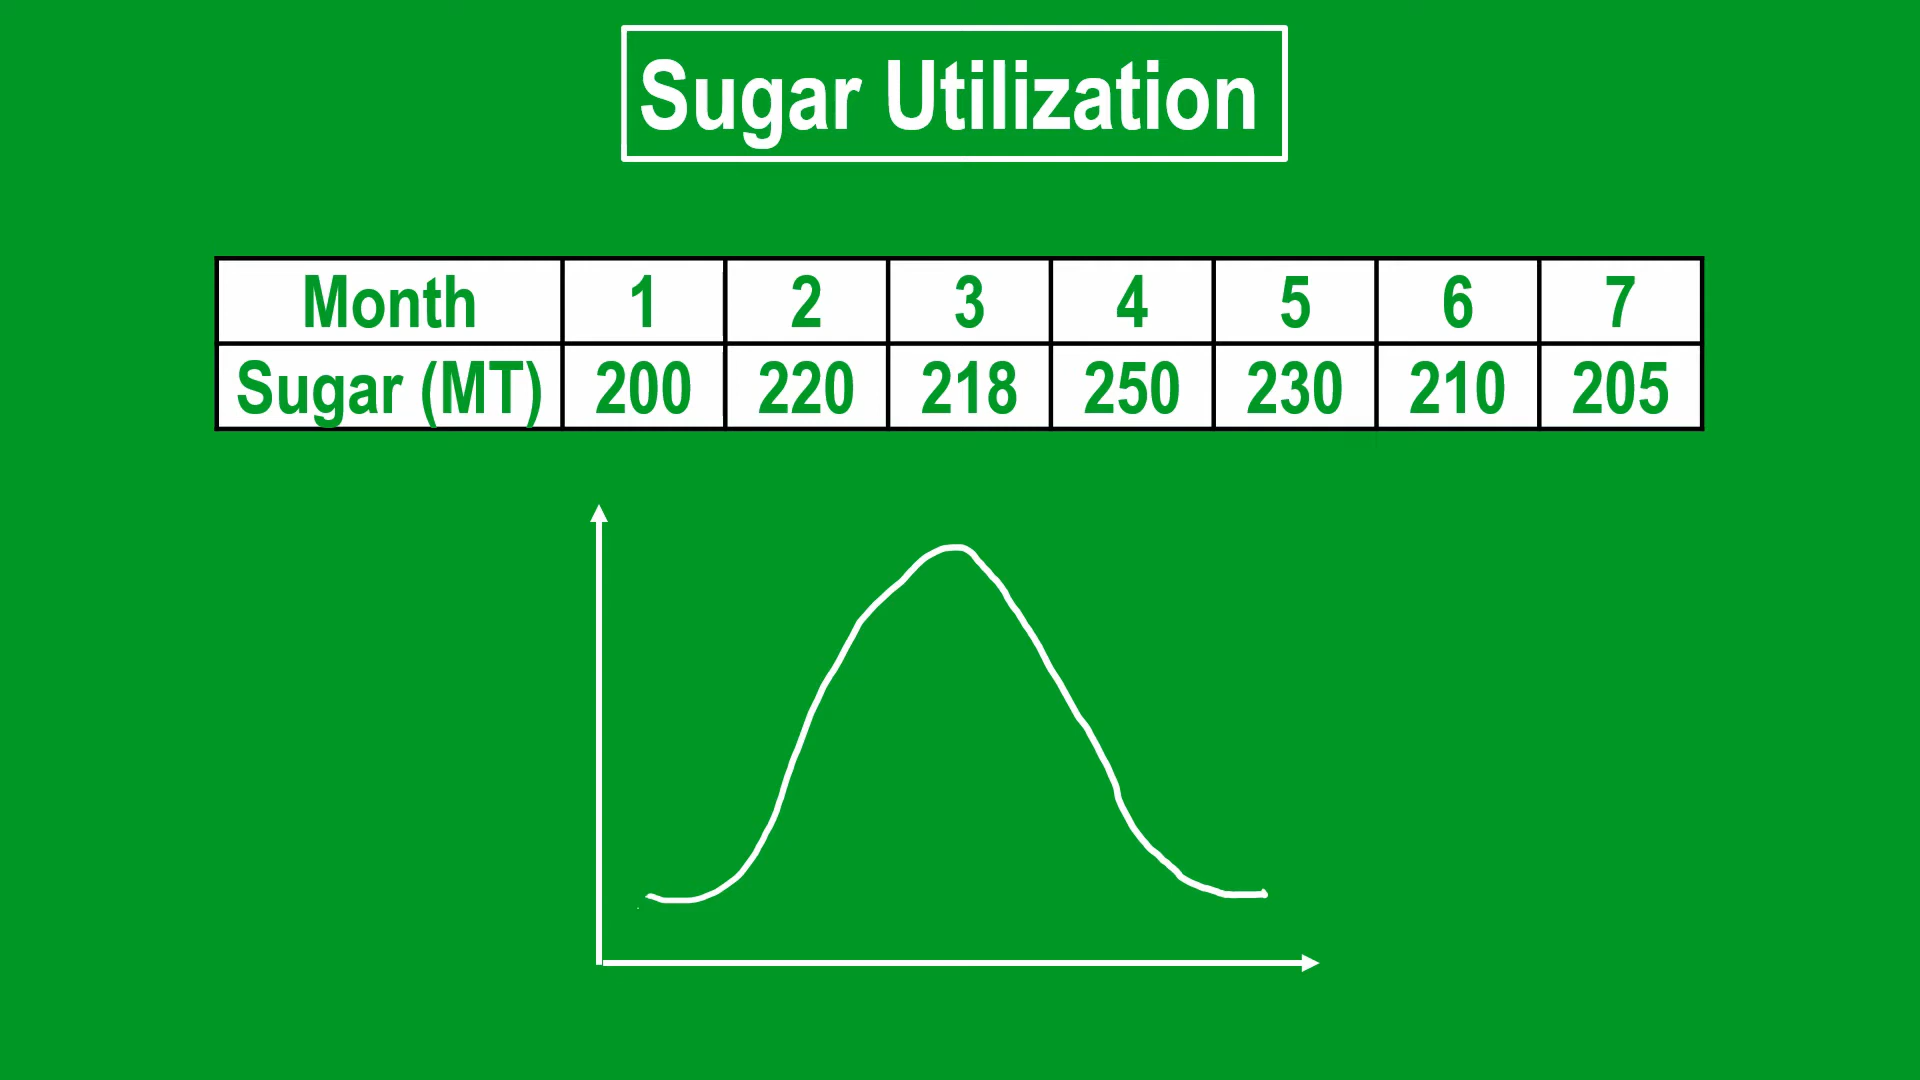 Sugar Utilization
Month 1 2 3 4 5 6 7
Sugar (MT) 200 220 218 250 230 210 205